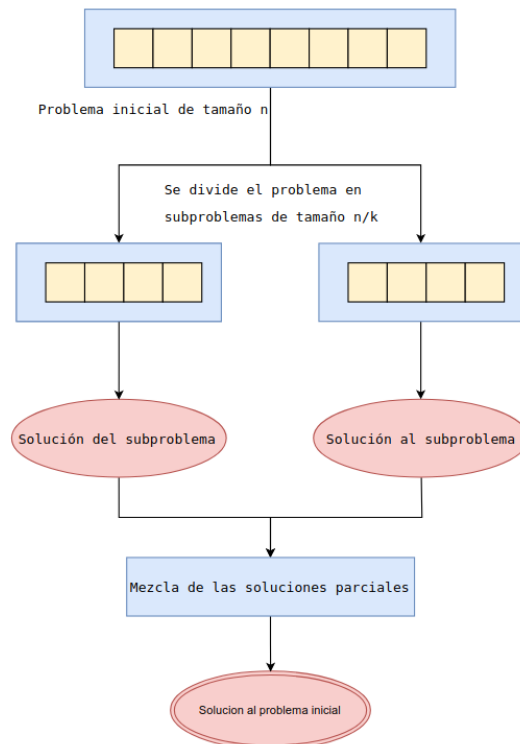 Problema inicial de tamaño n
Se divide el problema en
subproblemas de tamaño n/k
Solución del subproblema
Solución al subproblema
Mezcla de las soluciones parciales
Solucion al problema inicial